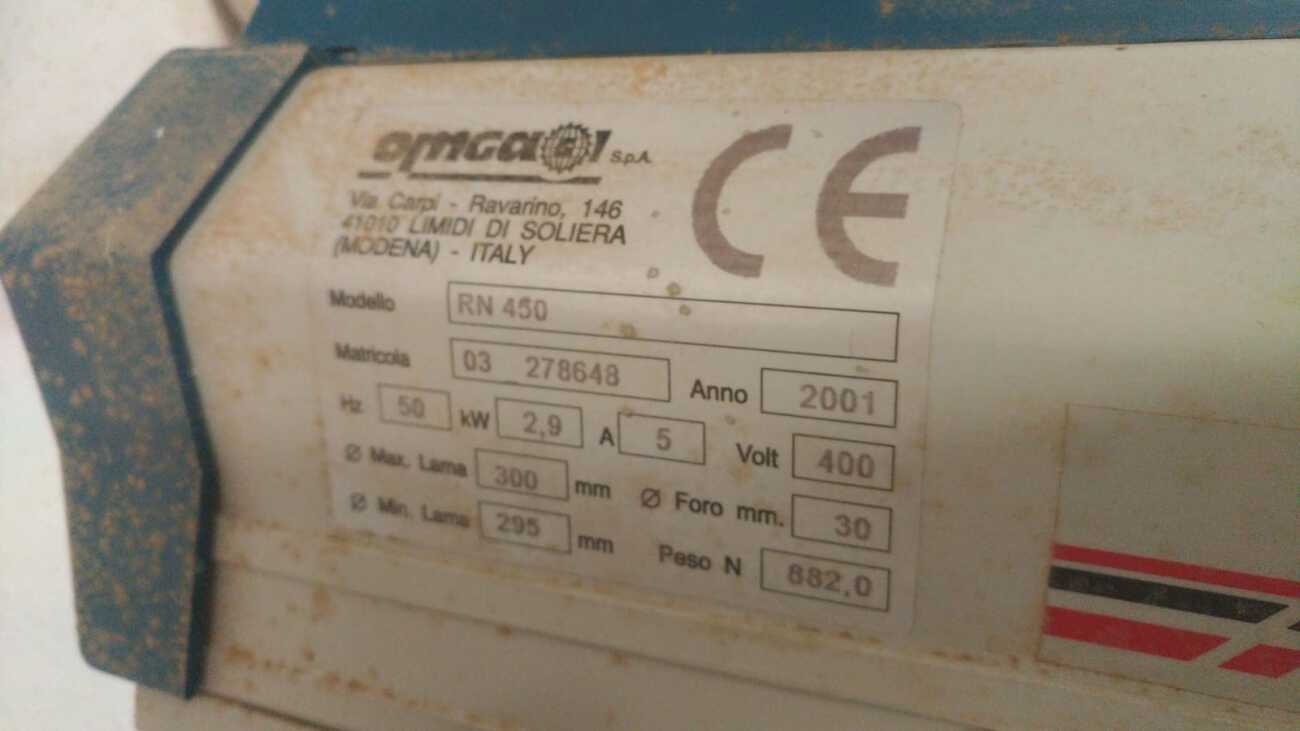 omga S.p.A.
CE
Via Carpi - Ravarino, 146
41010 LIMIDI DI SOLIERA
(MODENA) - ITALY
Modello RN 450
Matricola 03_278648 Anno 2001
Hz 50 kW 2,9 A 5 Volt 400
Ø Max. Lama 300 mm Ø Foro mm. 30
Ø Min. Lama 295 mm Peso N 882,0